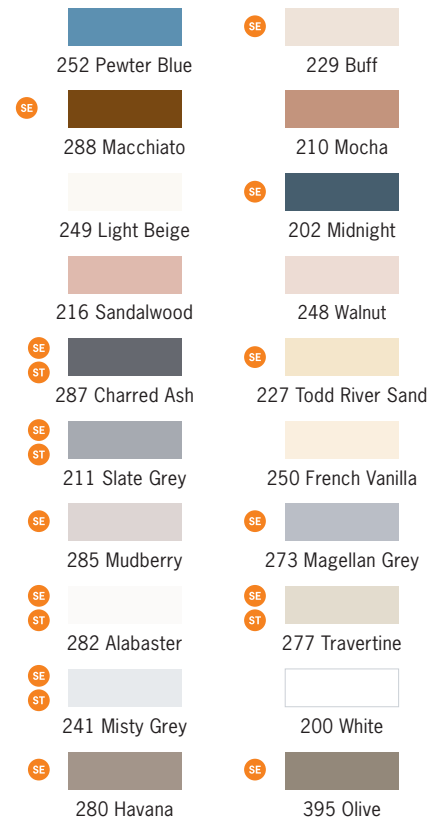 SE
252 Pewter Blue
229 Buff
SE
288 Macchiato
210 Mocha
SE
249 Light Beige
202 Midnight
216 Sandalwood
248 Walnut
SE
ST
287 Charred Ash
SE
227 Todd River Sand
SE
ST
211 Slate Grey
250 French Vanilla
SE
285 Mudberry
SE
273 Magellan Grey
SE
ST
282 Alabaster
SE
ST
277 Travertine
SE
ST
241 Misty Grey
200 White
SE
280 Havana
SE
395 Olive